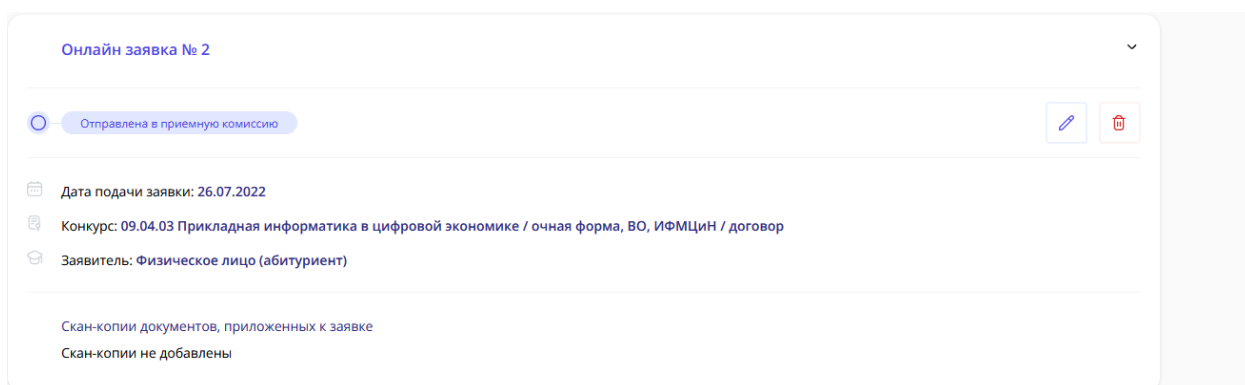 Онлайн заявка № 2
Отправлена в приемную комиссию
Дата подачи заявки: 26.07.2022
Конкурс: 09.04.03 Прикладная информатика в цифровой экономике / очная форма, ВО, ИФМЦиН / договор
Заявитель: Физическое лицо (абитуриент)
Скан-копии документов, приложенных к заявке
Скан-копии не добавлены